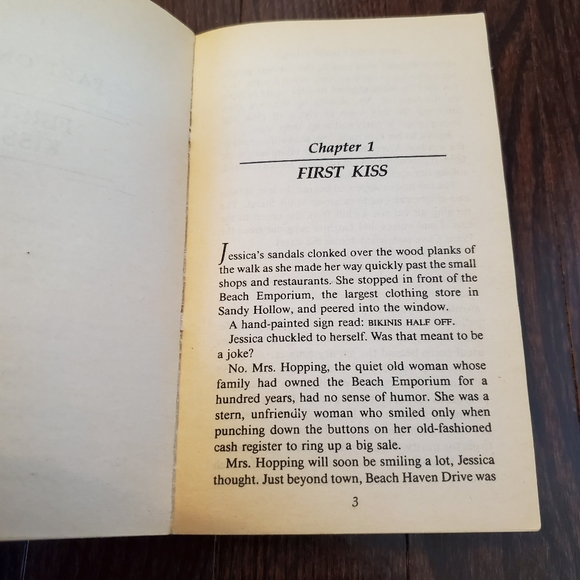 Chapter 1
FIRST KISS
Jessica's sandals clonked over the wood planks of
the walk as she made her way quickly past the small
shops and restaurants. She stopped in front of the
Beach Emporium, the largest clothing store in
Sandy Hollow, and peered into the window.
A hand-painted sign read: BIKINIS HALF OFF.
Jessica chuckled to herself. Was that meant to be
a joke?
No. Mrs. Hopping, the quiet old woman whose
family had owned the Beach Emporium for a
hundred years, had no sense of humor. She was a
stern, unfriendly woman who smiled only when
punching down the buttons on her old-fashioned
cash register to ring up a big sale.
Mrs. Hopping will soon be smiling a lot, Jessica
thought. Just beyond town, Beach Haven Drive was
3